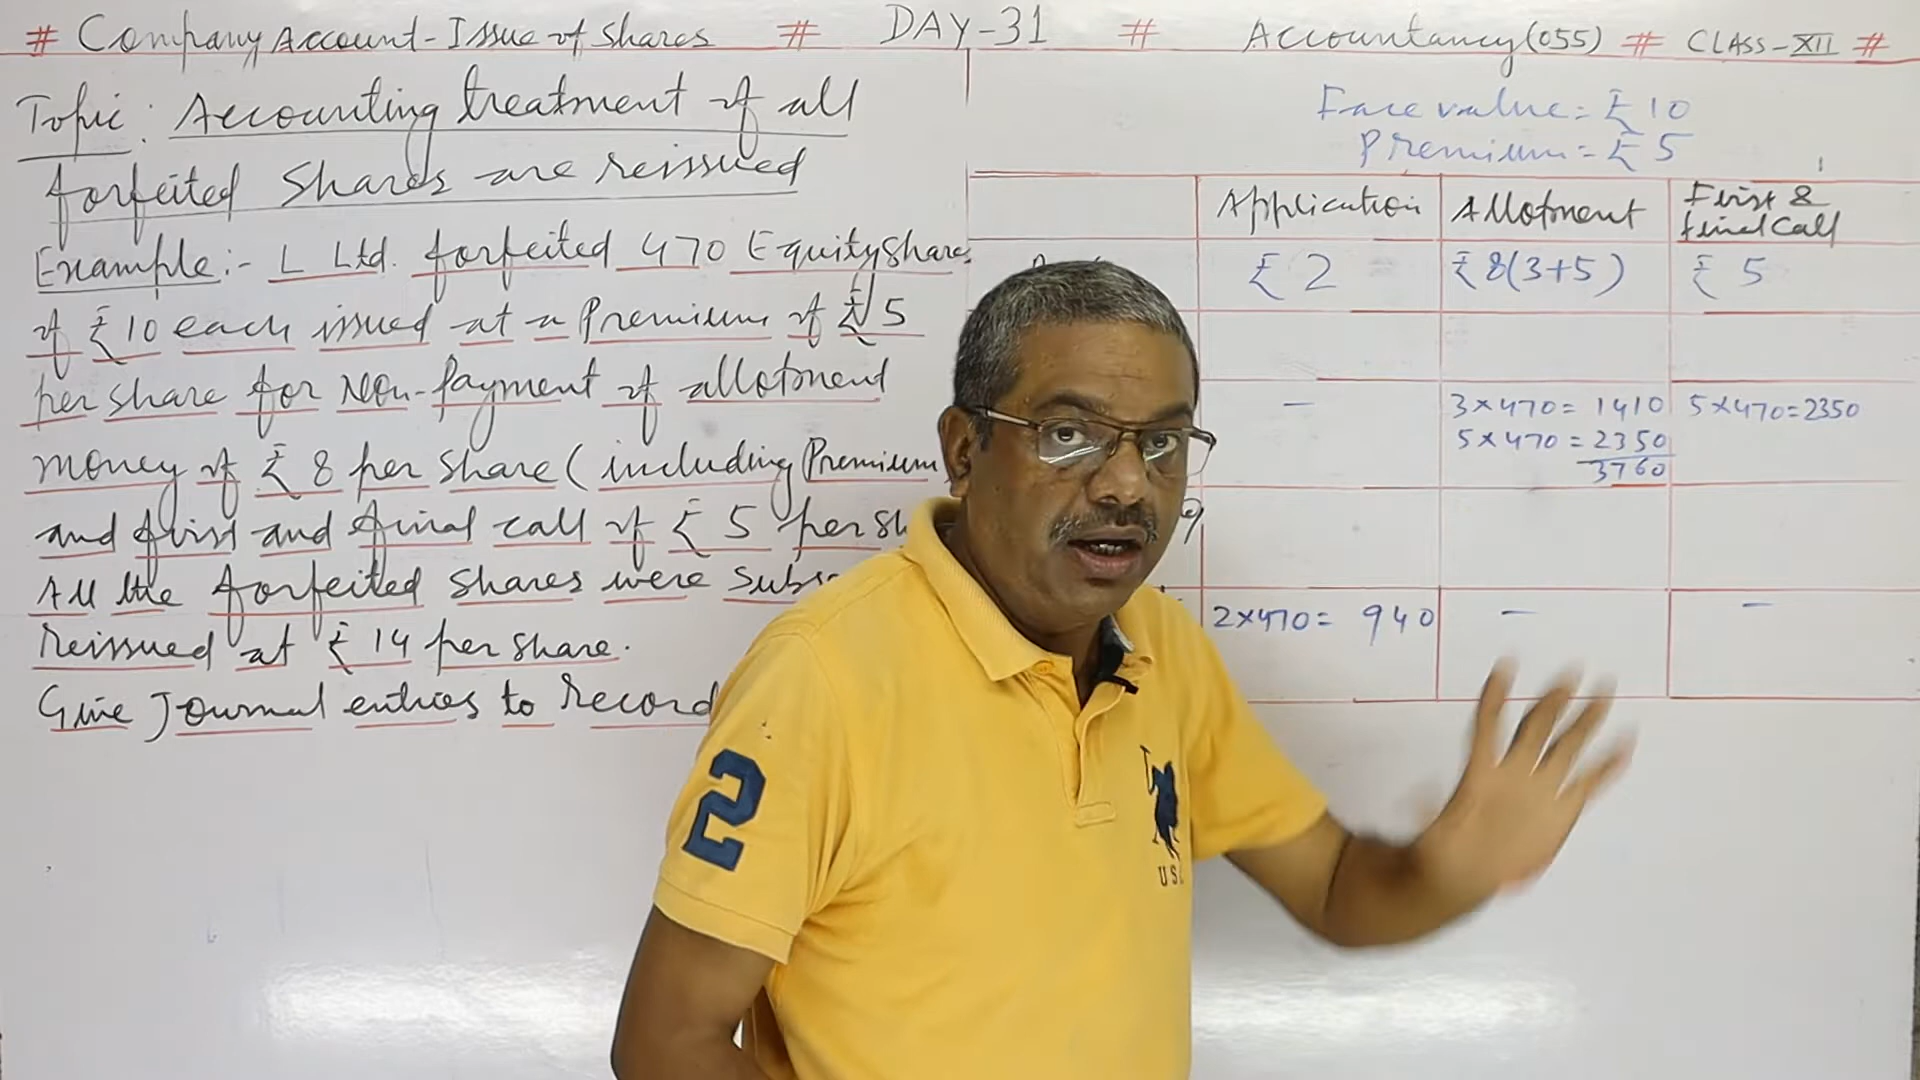 # Company Account-Issue of Shares # DAY-31 # Accountancy(055) # CLASS-XII #
Topic: Accounting treatment of all
forfeited Shares are reissued
Example:- L Ltd. forfeited 470 Equity Shares
of ₹10 each issued at a Premium of ₹5
per share for Non-payment of allotment
money of ₹8 per share (including Premium
and first and final call of ₹5 per sh
All the forfeited shares were subs
reissued at ₹14 per share.
Give Journal entries to record
Face value = ₹10
Premium = ₹5
Application Allotment First & final Call
₹2 ₹8(3+5) ₹5
— 3×470= 1410 5×470=2350
5×470=2350
3760
2×470= 940 — —
2
US